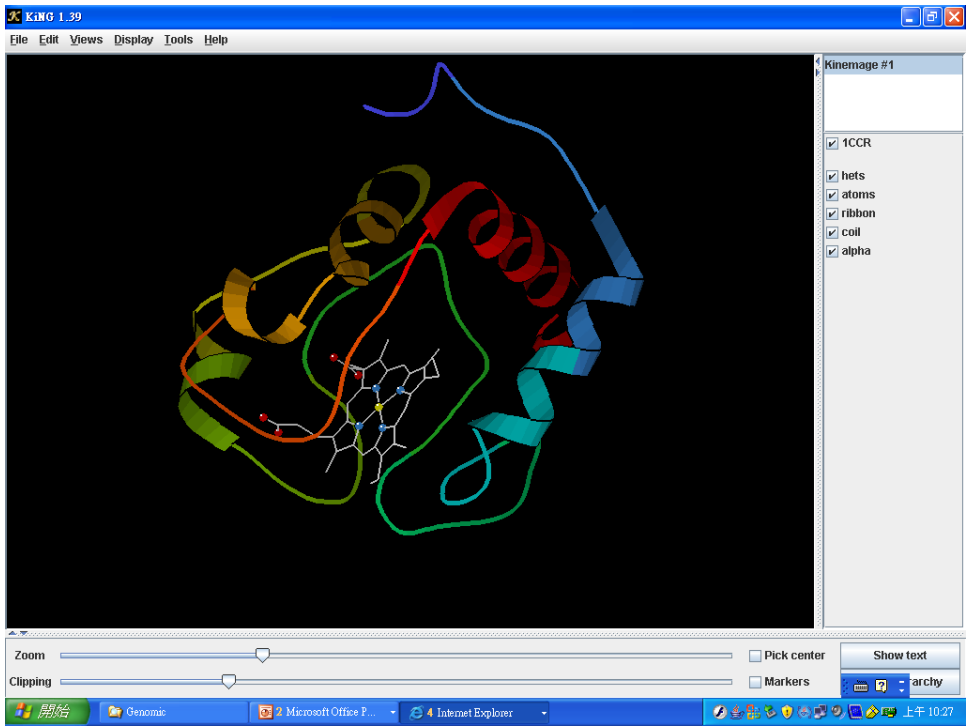 KiNG 1.39
File Edit Views Display Tools Help
Kinemage #1
1CCR
hets
atoms
ribbon
coil
alpha
Zoom
Pick center
Show text
Clipping
Markers
rarchy
開始
Genomic
2 Microsoft Office P...
4 Internet Explorer
上午 10:27